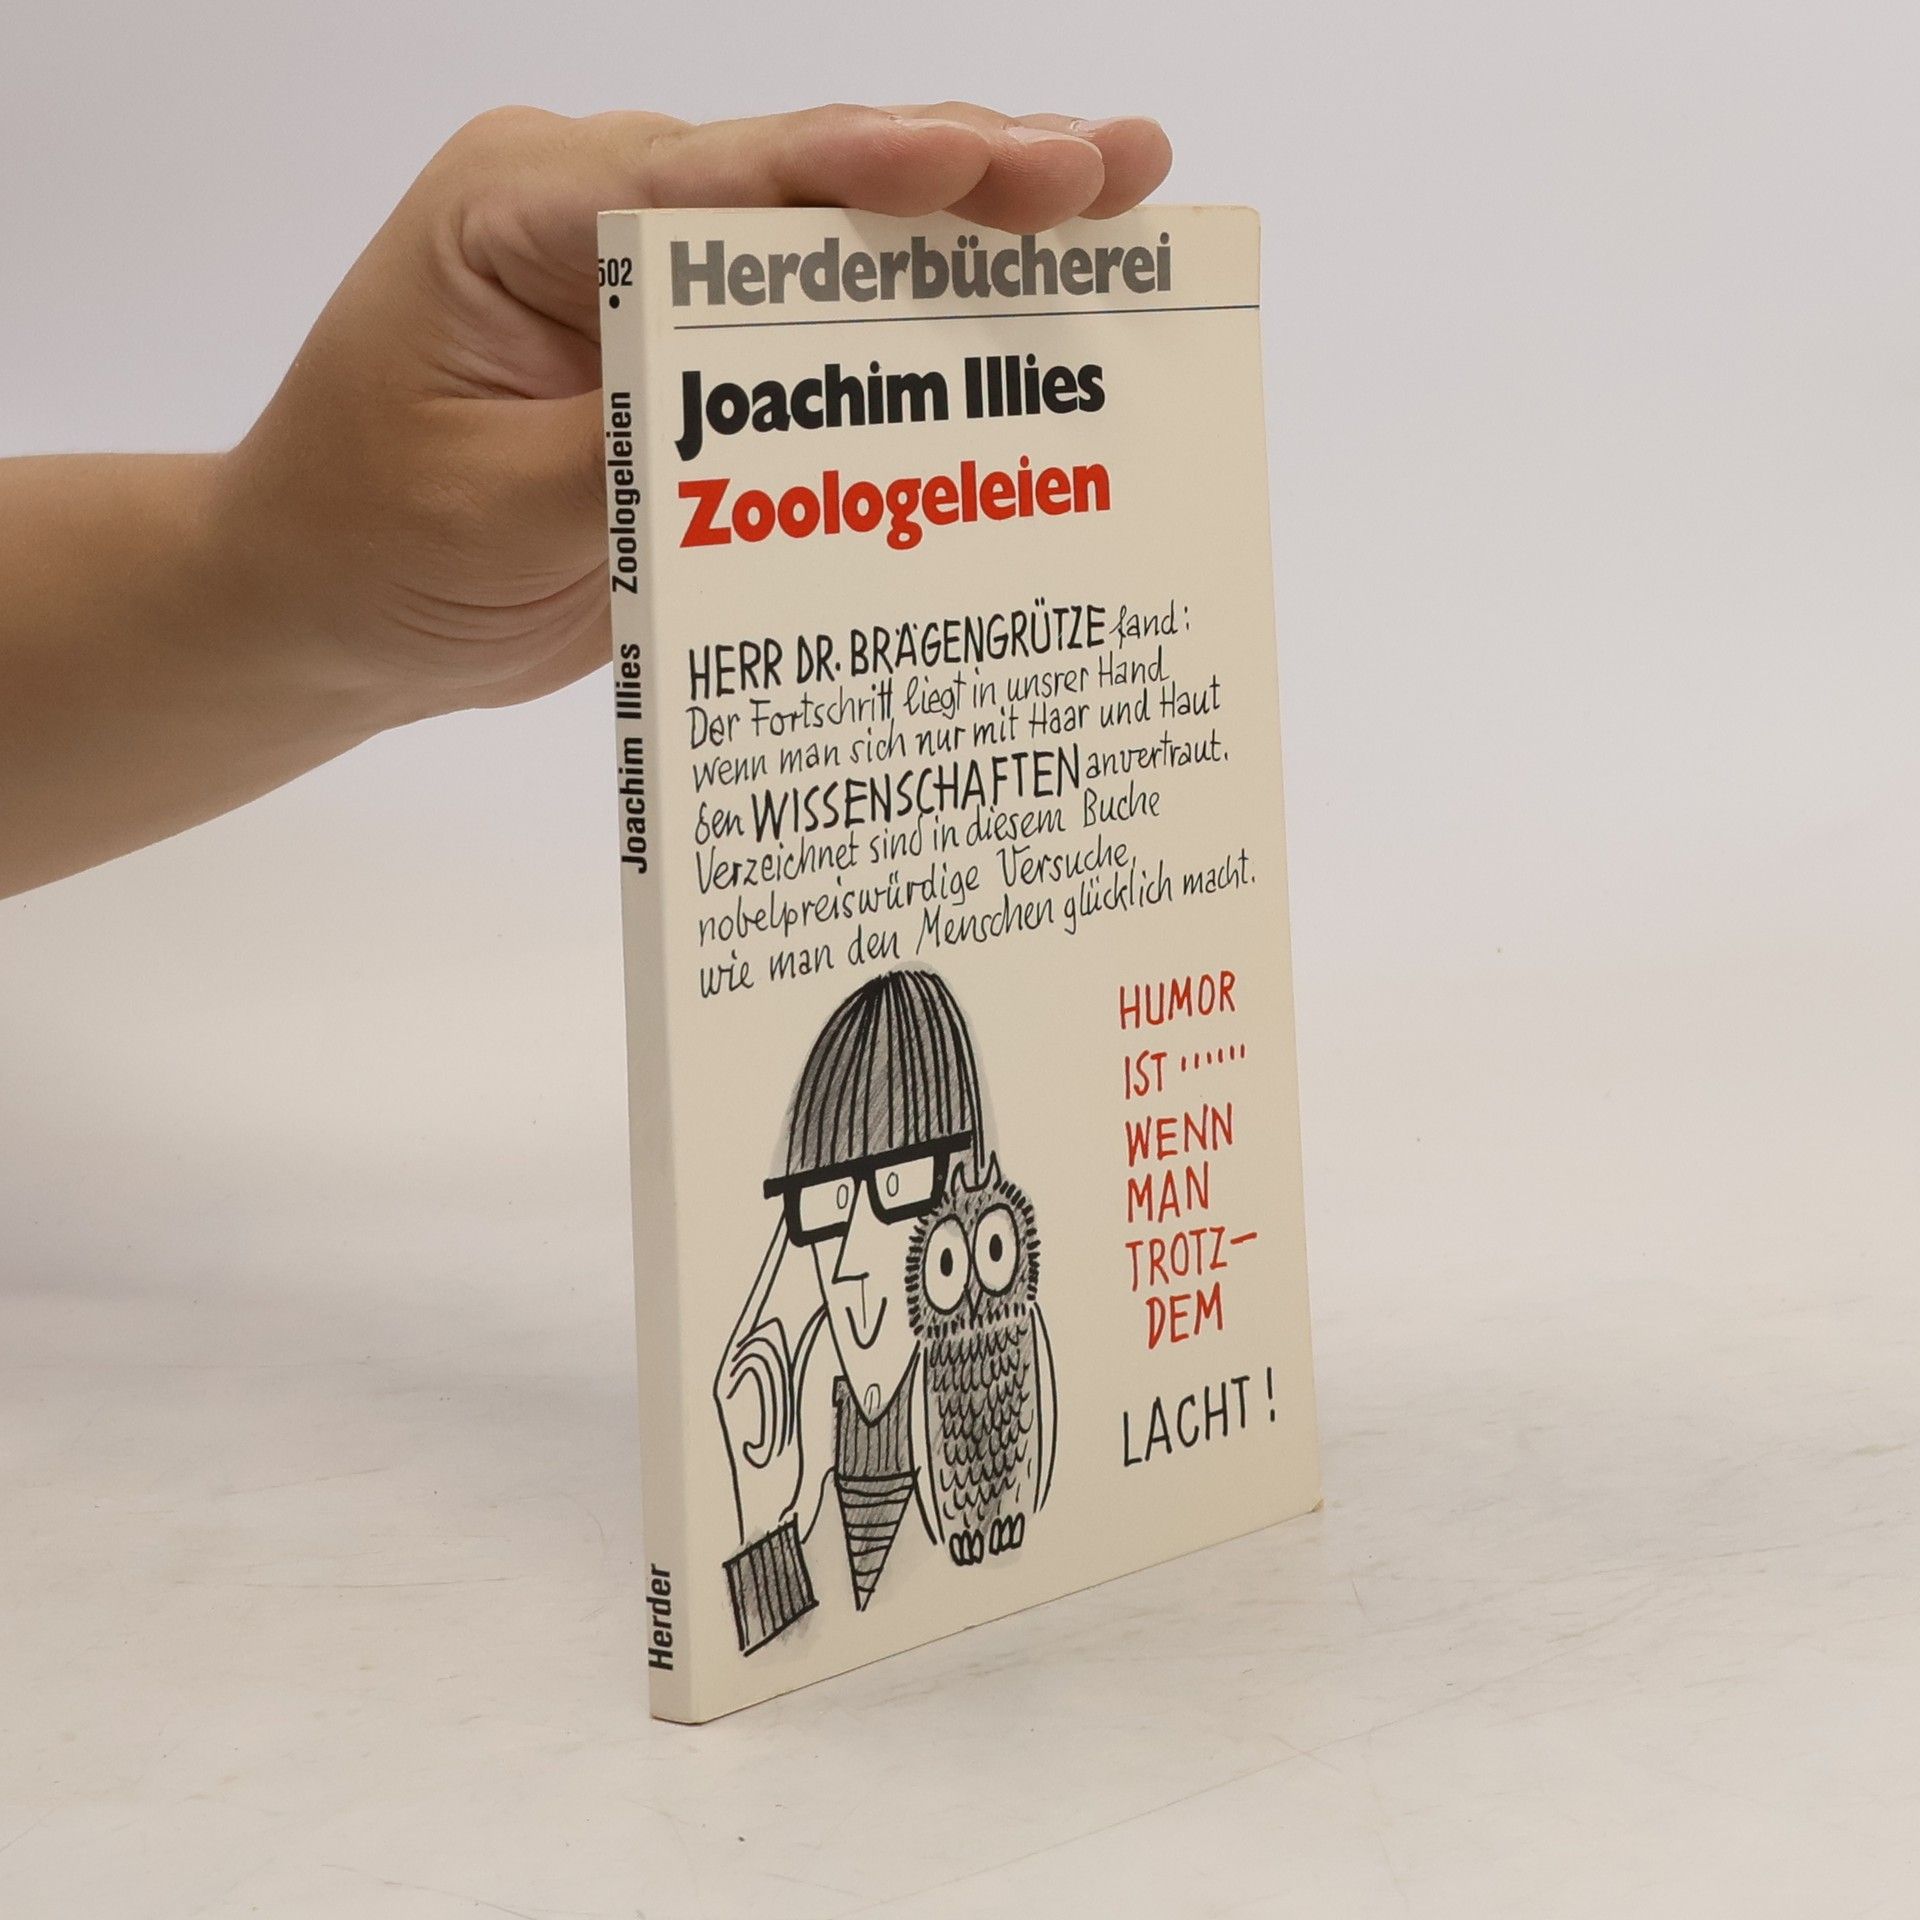 502
Zoologeleien
Joachim Illies
Herder
Herderbücherei
Joachim Illies
Zoologeleien
HERR DR. BRÄGENGRÜTZE fand:
Der Fortschritt liegt in unsrer Hand
wenn man sich nur mit Haar und Haut
den WISSENSCHAFTEN anvertraut.
Verzeichnet sind in diesem Buche
nobelpreiswürdige Versuche,
wie man den Menschen glücklich macht.
HUMOR
IST ......
WENN
MAN
TROTZ-
DEM
LACHT!